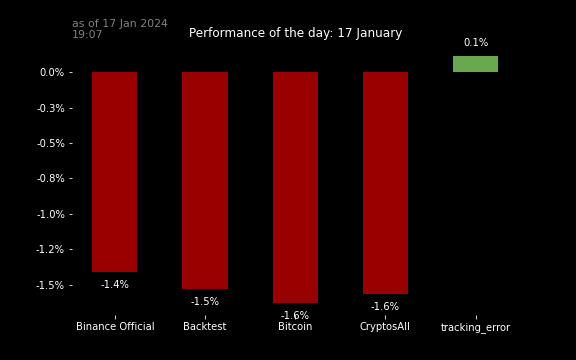 as of 17 Jan 2024
19:07
Performance of the day: 17 January
0.1%
0.0%
-0.3%
-0.5%
-0.8%
-1.0%
-1.2%
-1.5%
-1.4%
-1.5%
-1.6%
-1.6%
Binance Official
Backtest
Bitcoin
CryptosAll
tracking_error